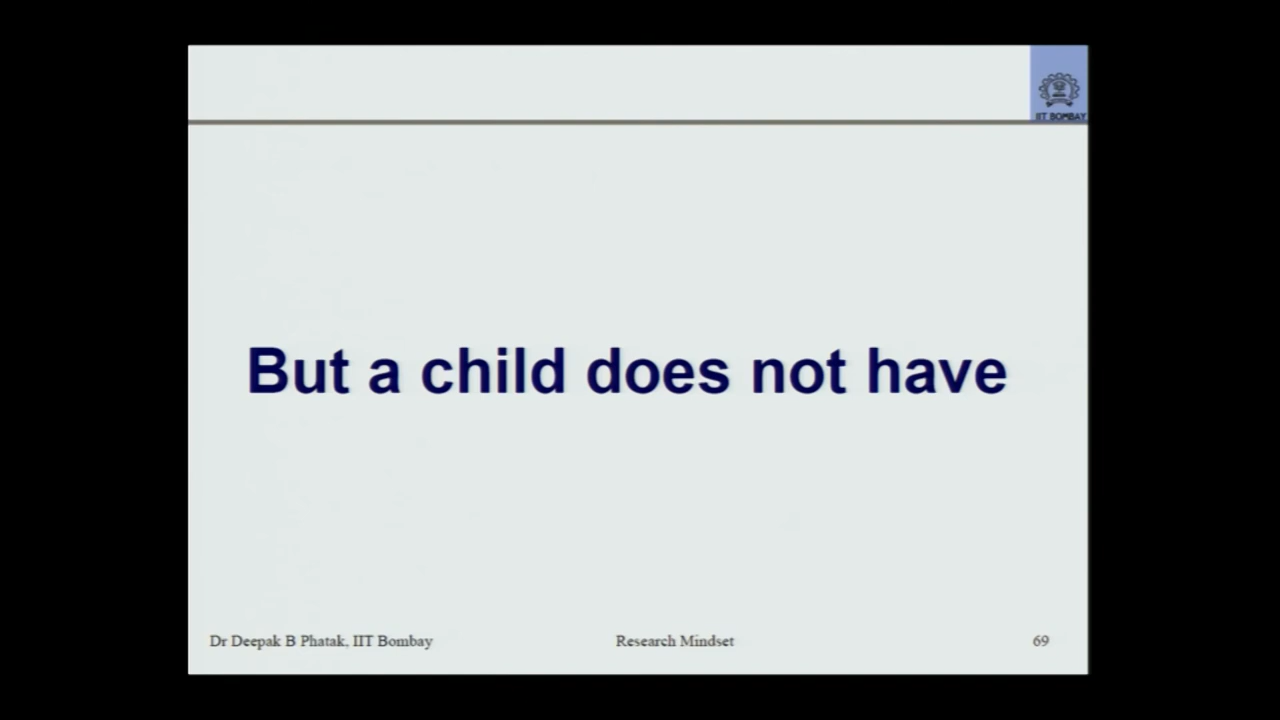 IIT BOMBAY
But a child does not have
Dr Deepak B Phatak, IIT Bombay
Research Mindset
69